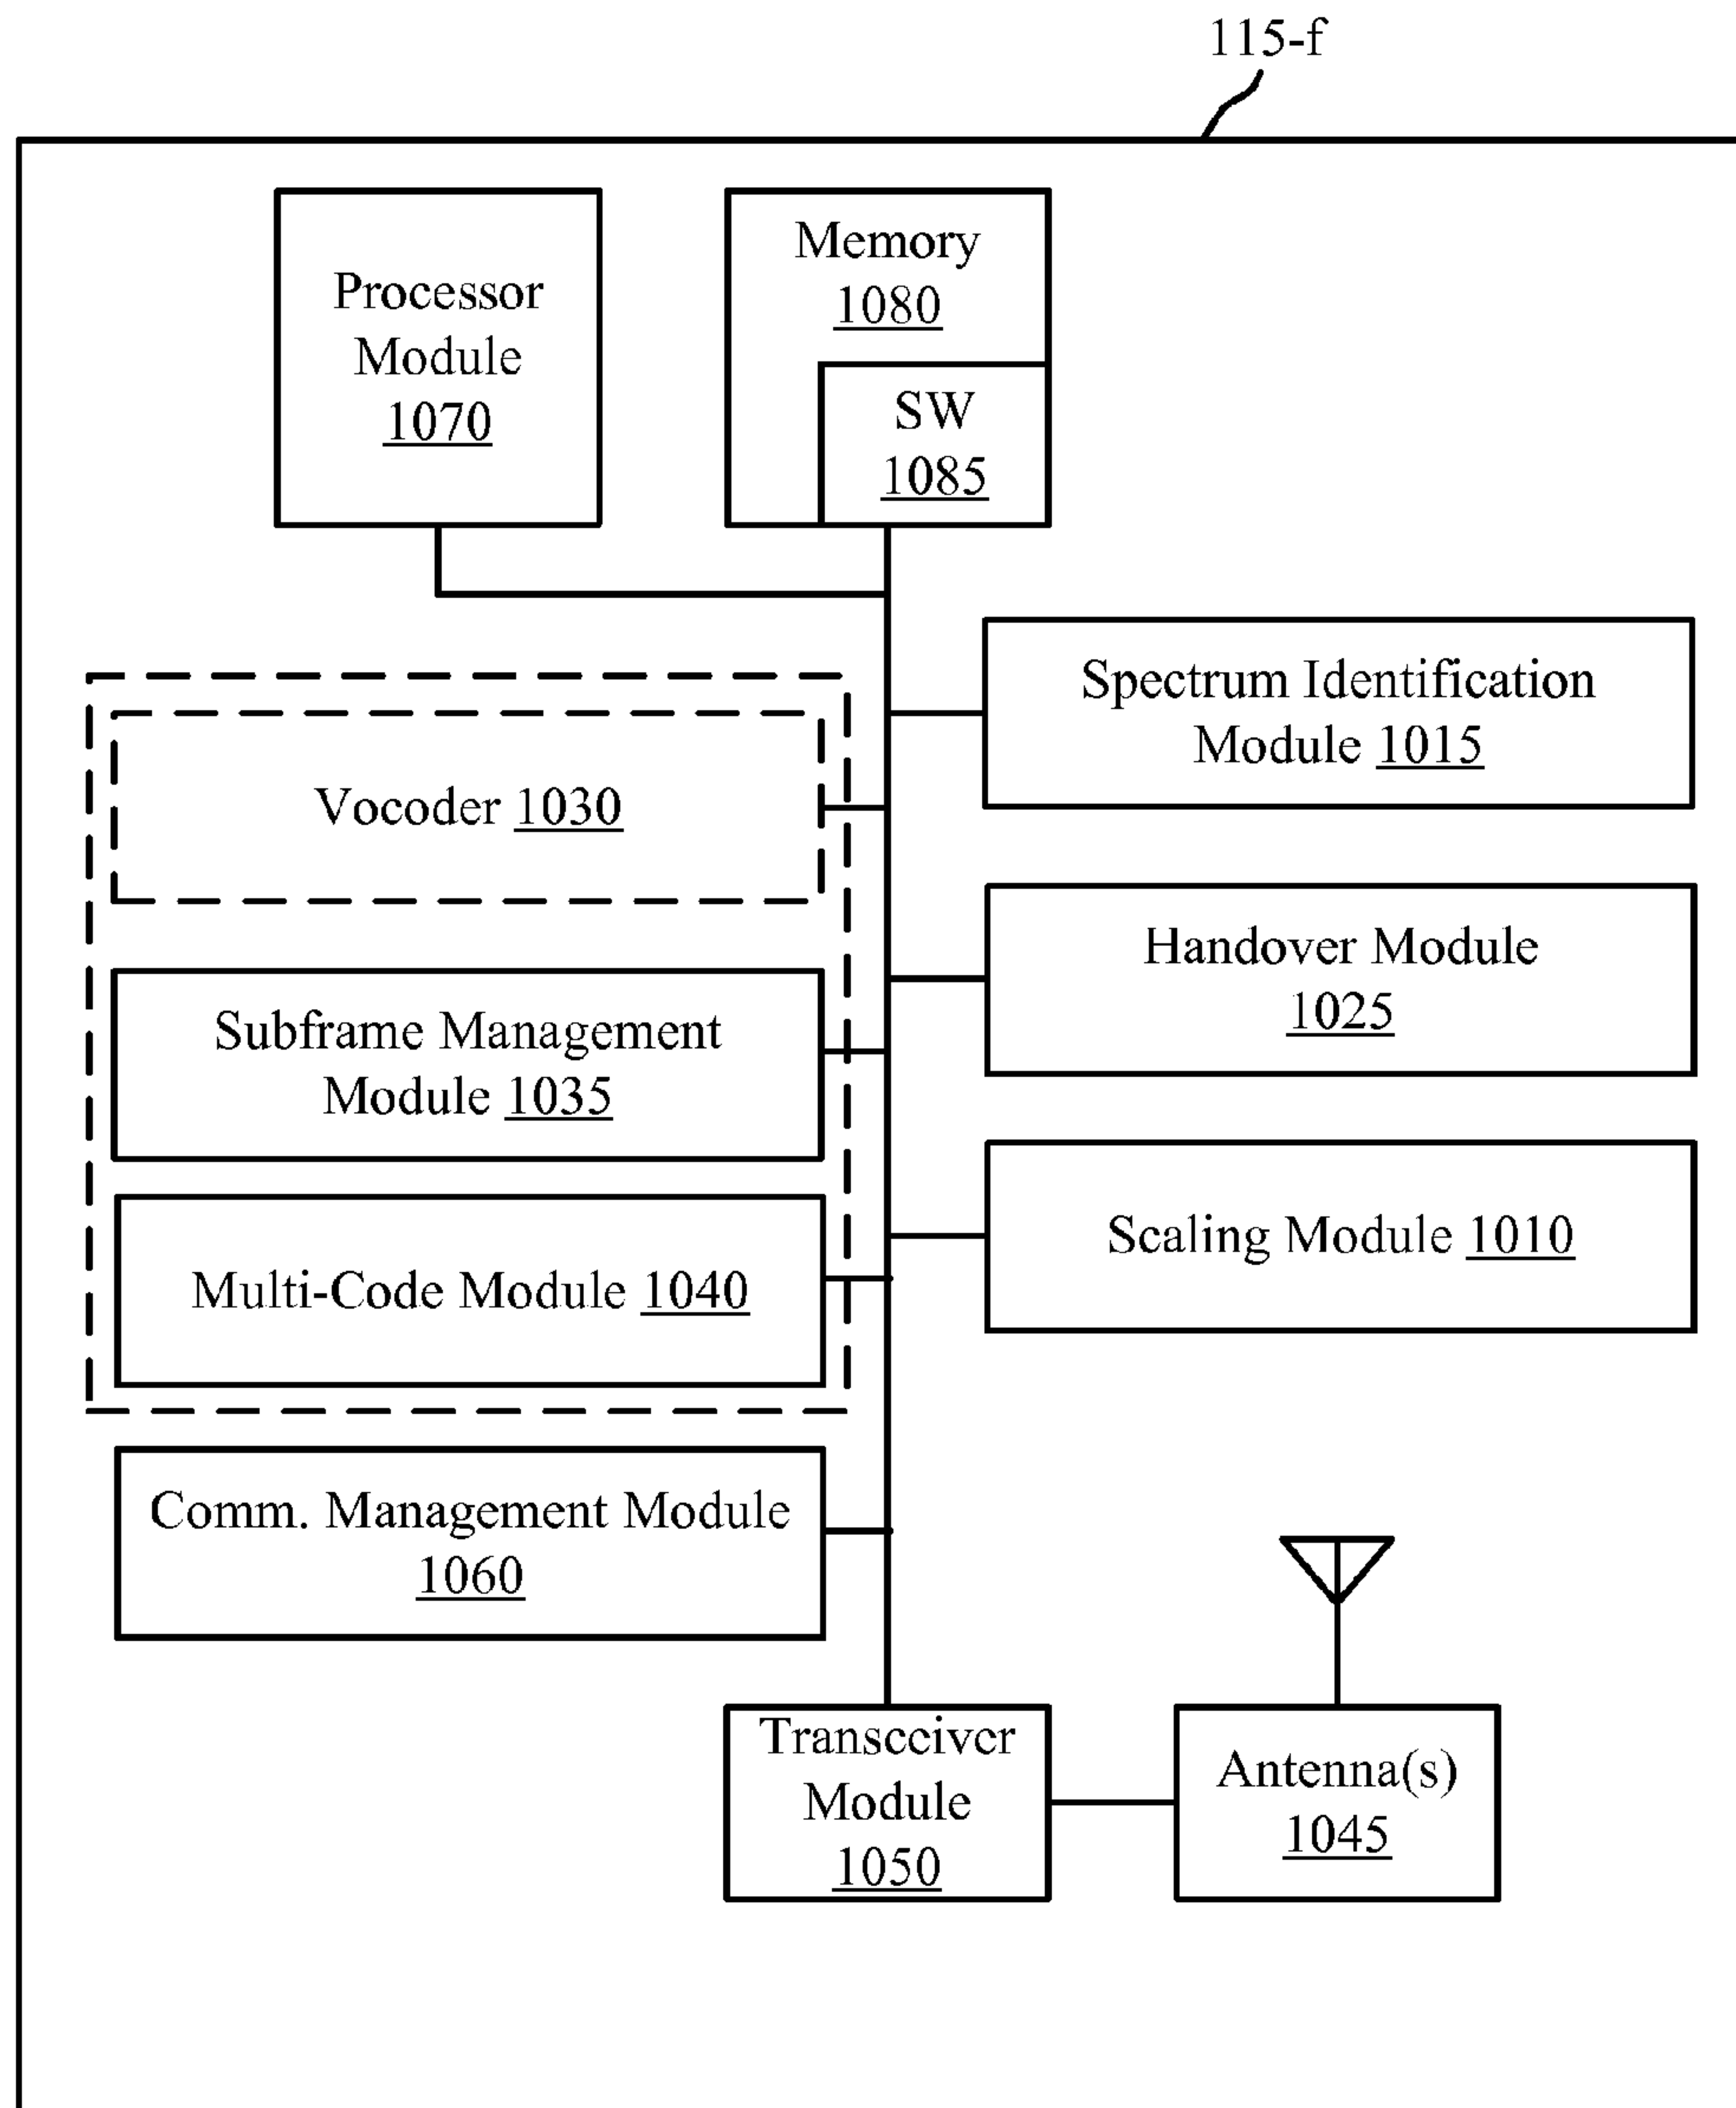 115-f
Processor
Module
1070
Memory
1080
SW
1085
Spectrum Identification
Module 1015
Vocoder 1030
Handover Module
1025
Subframe Management
Module 1035
Scaling Module 1010
Multi-Code Module 1040
Comm. Management Module
1060
Transceiver
Module
1050
Antenna(s)
1045